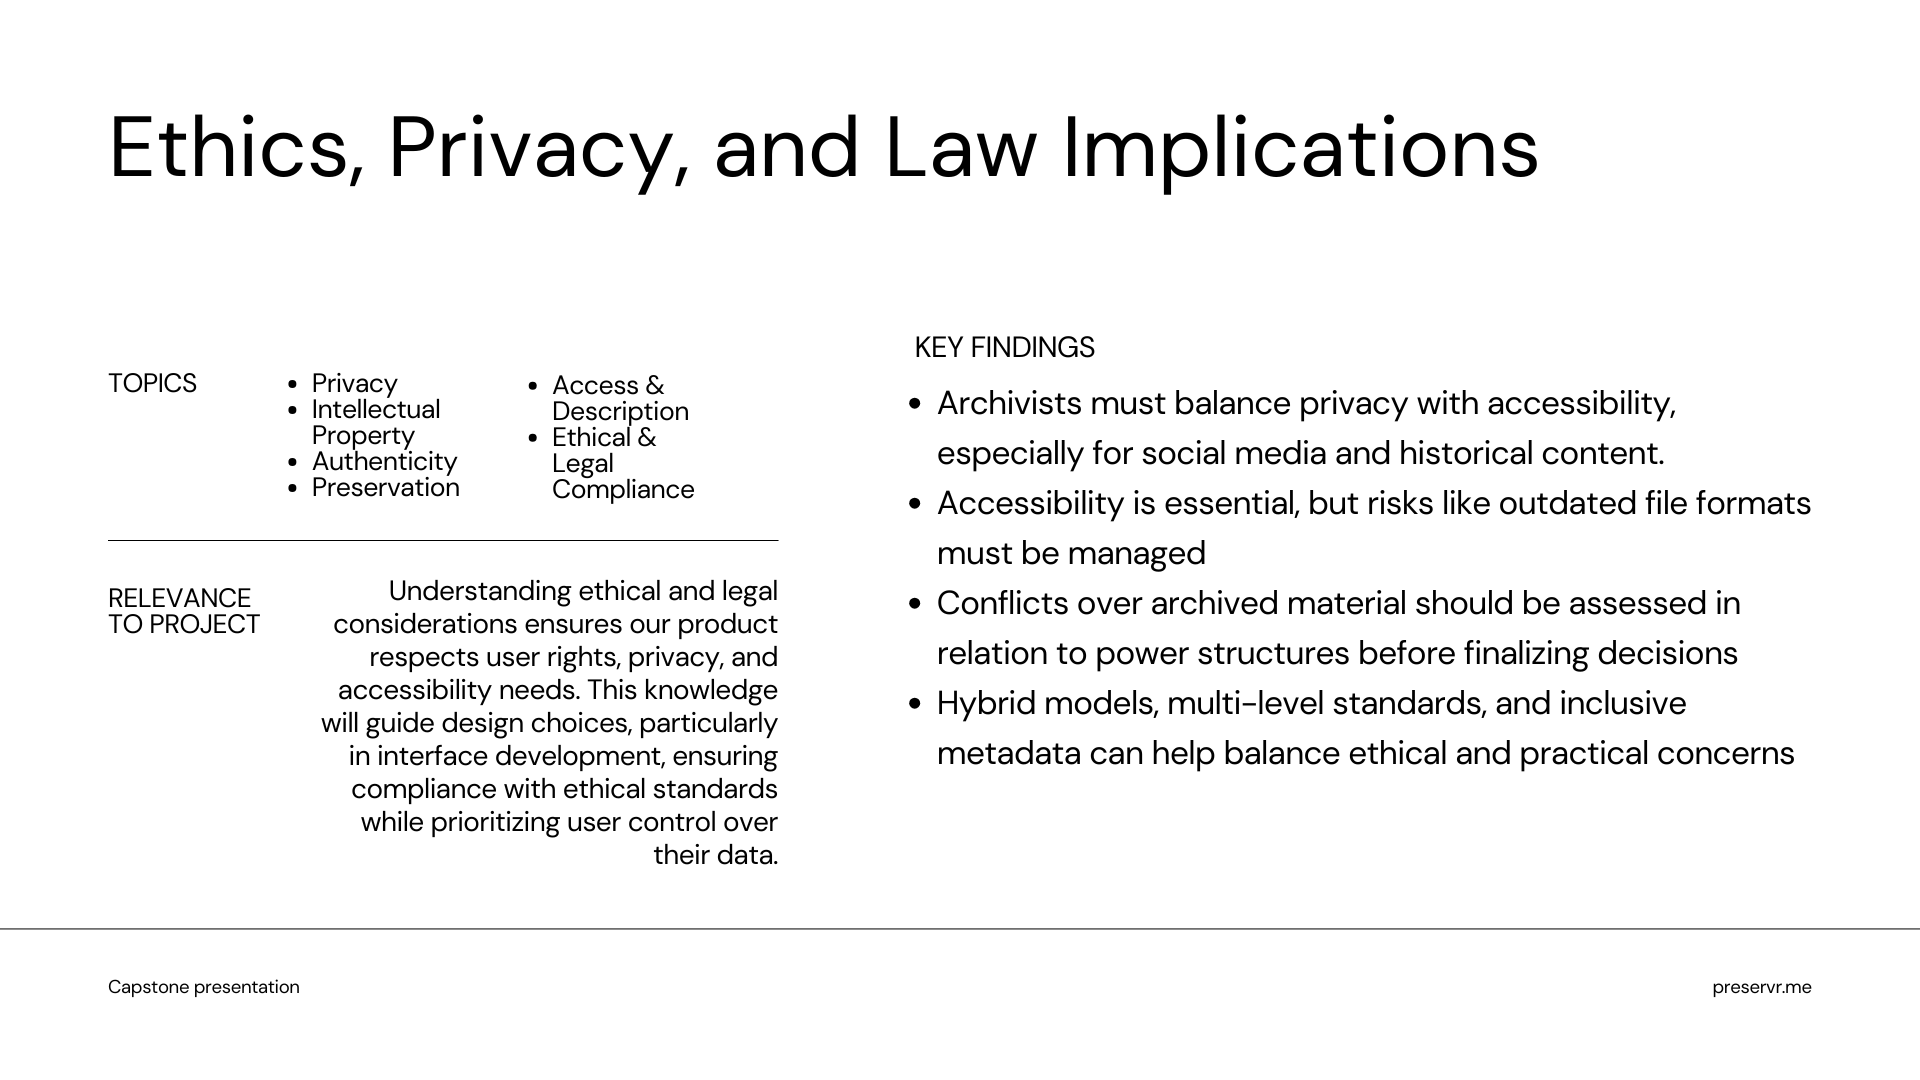 Ethics, Privacy, and Law Implications
TOPICS
• Privacy
• Intellectual
Property
• Authenticity
• Preservation
• Access &
Description
• Ethical &
Legal
Compliance
RELEVANCE
TO PROJECT
Understanding ethical and legal
considerations ensures our product
respects user rights, privacy, and
accessibility needs. This knowledge
will guide design choices, particularly
in interface development, ensuring
compliance with ethical standards
while prioritizing user control over
their data.
KEY FINDINGS
• Archivists must balance privacy with accessibility,
especially for social media and historical content.
• Accessibility is essential, but risks like outdated file formats
must be managed
• Conflicts over archived material should be assessed in
relation to power structures before finalizing decisions
• Hybrid models, multi-level standards, and inclusive
metadata can help balance ethical and practical concerns
Capstone presentation
preservr.me